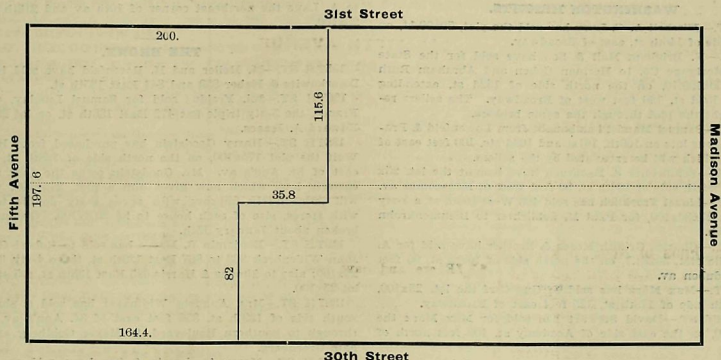 31st Street
200.
115.6
Fifth Avenue
197.6
Madison Avenue
35.8
82
164.4.
30th Street